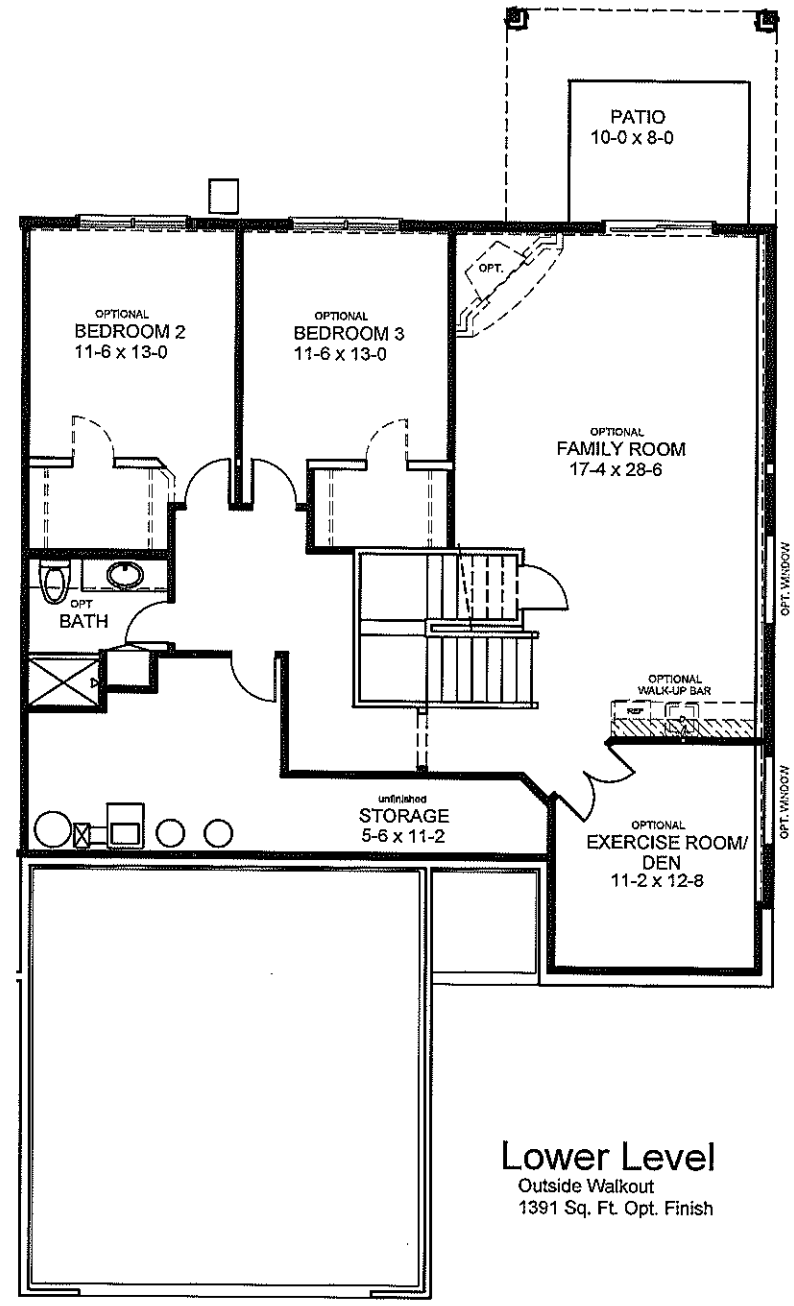 PATIO
10-0 x 8-0
OPT.
OPTIONAL
BEDROOM 2
11-6 x 13-0
OPTIONAL
BEDROOM 3
11-6 x 13-0
OPTIONAL
FAMILY ROOM
17-4 x 28-6
OPT. WINDOW
OPT
BATH
OPTIONAL
WALK-UP BAR
REF
unfinished
STORAGE
5-6 x 11-2
OPTIONAL
EXERCISE ROOM/
DEN
11-2 x 12-8
OPT. WINDOW
Lower Level
Outside Walkout
1391 Sq. Ft. Opt. Finish